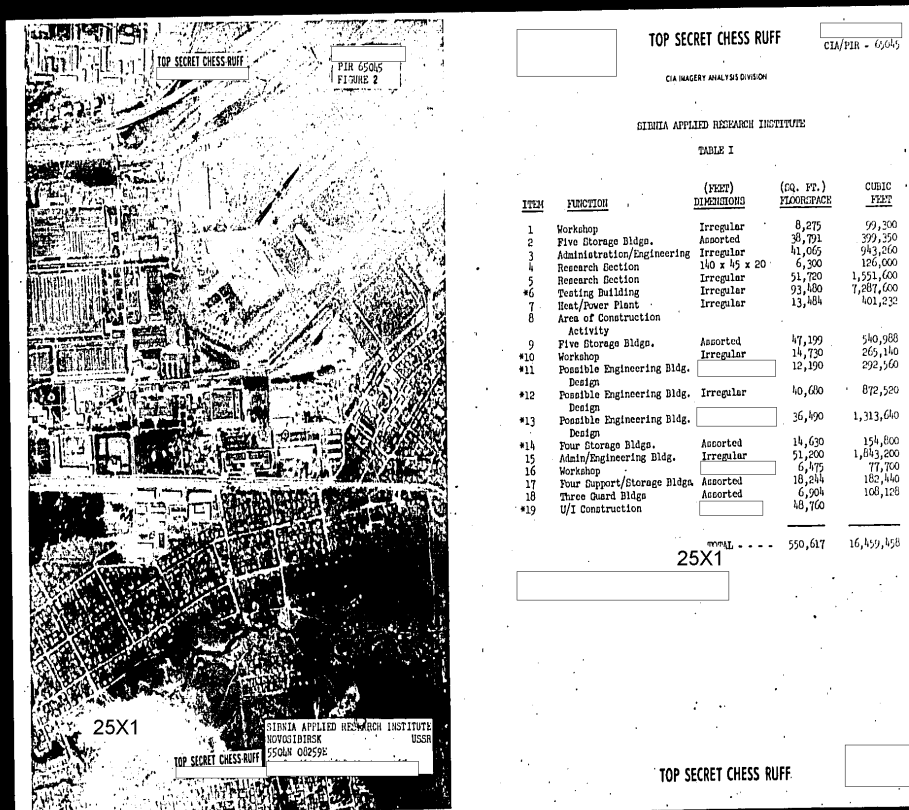 TOP SECRET CHESS RUFF
PIR 65045
FIGURE 2
25X1
SIBNIA APPLIED RESEARCH INSTITUTE
NOVOSIBIRSK USSR
5504N 08259E
TOP SECRET CHESS RUFF
TOP SECRET CHESS RUFF
CIA/PIR - 65045
CIA IMAGERY ANALYSIS DIVISION
SIBNIA APPLIED RESEARCH INSTITUTE
TABLE I
(FEET) (SQ. FT.) CUBIC
ITEM FUNCTION DIMENSIONS FLOORSPACE FEET
1 Workshop Irregular 8,275 99,300
2 Five Storage Bldgs. Assorted 38,791 399,350
3 Administration/Engineering Irregular 41,065 943,260
4 Research Section 140 x 45 x 20 6,300 126,000
5 Research Section Irregular 51,720 1,551,600
*6 Testing Building Irregular 93,480 7,287,600
7 Heat/Power Plant Irregular 13,484 401,232
8 Area of Construction
Activity
9 Five Storage Bldgs. Assorted 47,199 540,988
*10 Workshop Irregular 14,730 265,140
*11 Possible Engineering Bldg. 12,190 292,560
Design
*12 Possible Engineering Bldg. Irregular 40,680 872,520
Design
*13 Possible Engineering Bldg. 36,490 1,313,640
Design
*14 Four Storage Bldgs. Assorted 14,630 154,800
15 Admin/Engineering Bldg. Irregular 51,200 1,843,200
16 Workshop 6,475 77,700
17 Four Support/Storage Bldgs Assorted 18,244 182,440
18 Three Guard Bldgs Assorted 6,904 108,128
*19 U/I Construction 48,760
TOTAL - - - - 550,617 16,459,458
25X1
TOP SECRET CHESS RUFF